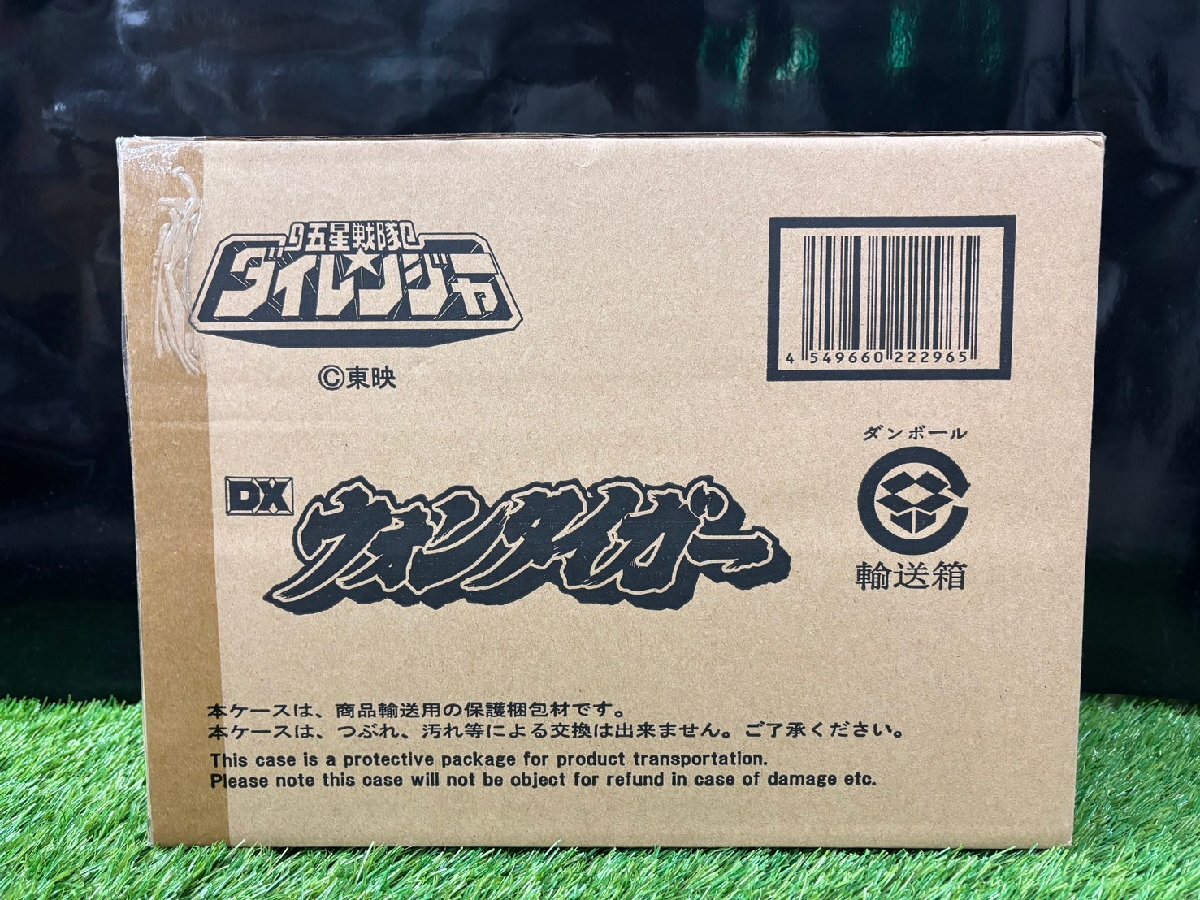 五星戦隊
ダイレンジャー
©東映
4 549660 222965
ダンボール
輸送箱
DX
ウォンタイガー
本ケースは、商品輸送用の保護梱包材です。
本ケースは、つぶれ、汚れ等による交換は出来ません。ご了承ください。
This case is a protective package for product transportation.
Please note this case will not be object for refund in case of damage etc.